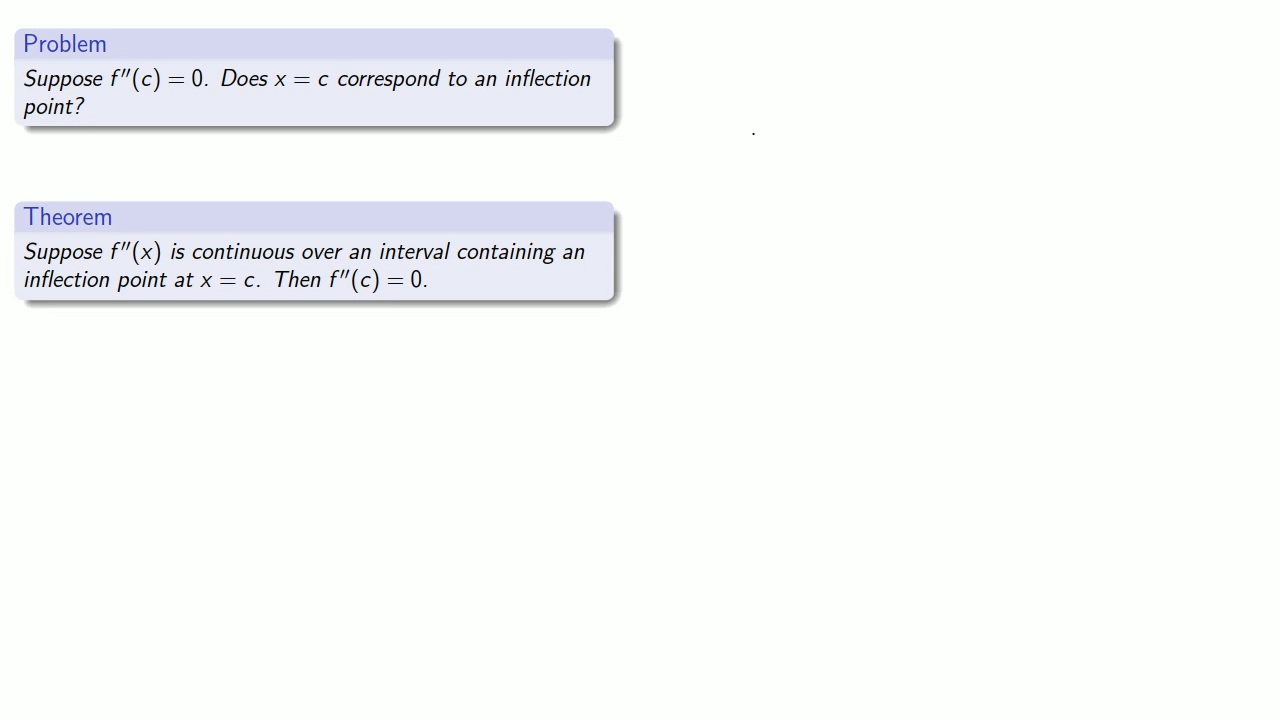 Problem
Suppose f″(c) = 0. Does x = c correspond to an inflection
point?
.
Theorem
Suppose f″(x) is continuous over an interval containing an
inflection point at x = c. Then f″(c) = 0.